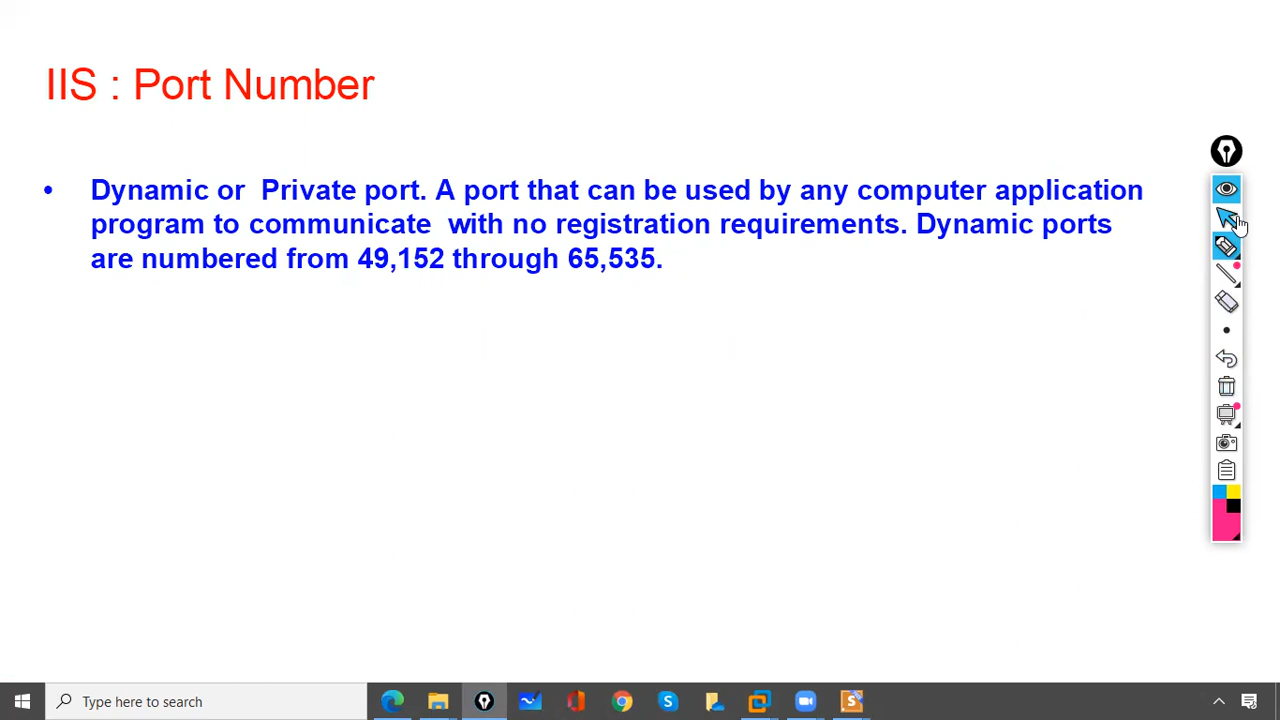 IIS : Port Number
• Dynamic or  Private port. A port that can be used by any computer application
program to communicate  with no registration requirements. Dynamic ports
are numbered from 49,152 through 65,535.
Type here to search